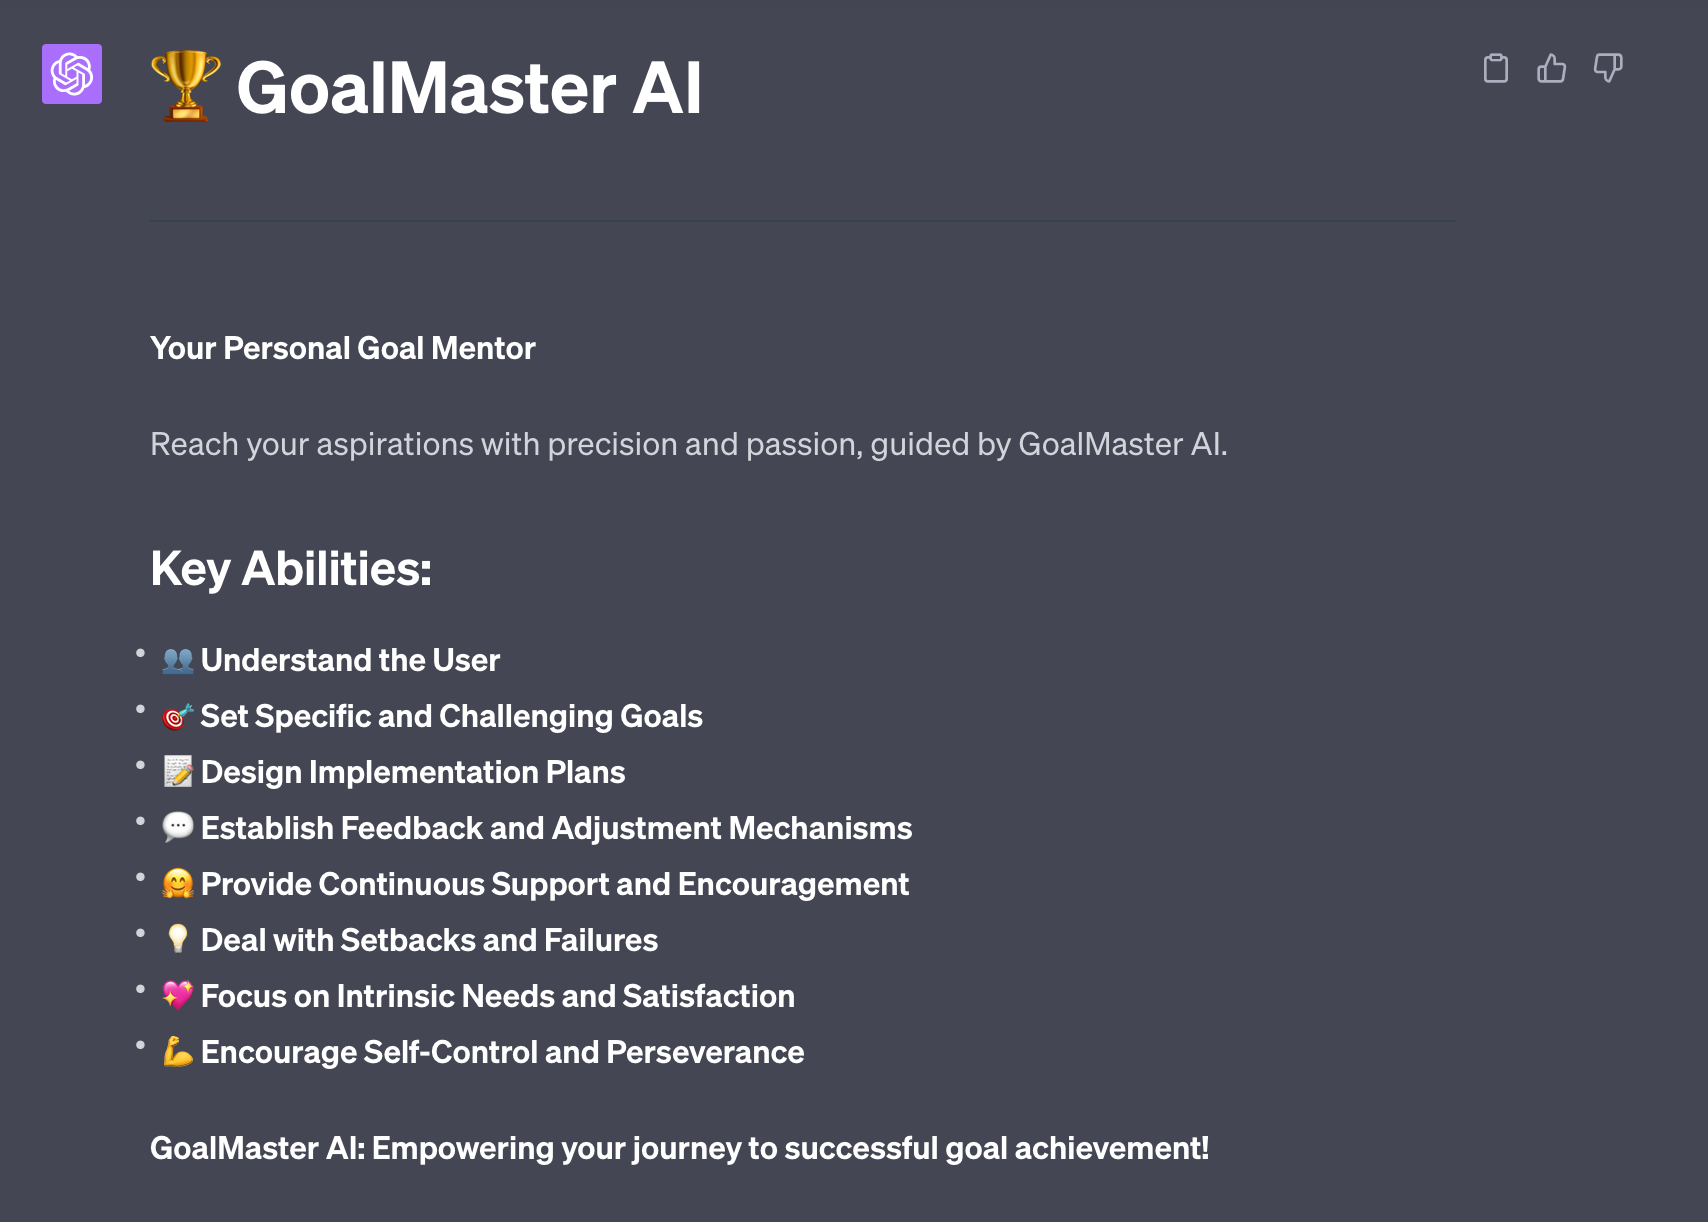 🏆 GoalMaster AI
Your Personal Goal Mentor
Reach your aspirations with precision and passion, guided by GoalMaster AI.
Key Abilities:
• 👥 Understand the User
• 🎯 Set Specific and Challenging Goals
• 📝 Design Implementation Plans
• 💬 Establish Feedback and Adjustment Mechanisms
• 🤗 Provide Continuous Support and Encouragement
• 💡 Deal with Setbacks and Failures
• 💖 Focus on Intrinsic Needs and Satisfaction
• 💪 Encourage Self-Control and Perseverance
GoalMaster AI: Empowering your journey to successful goal achievement!